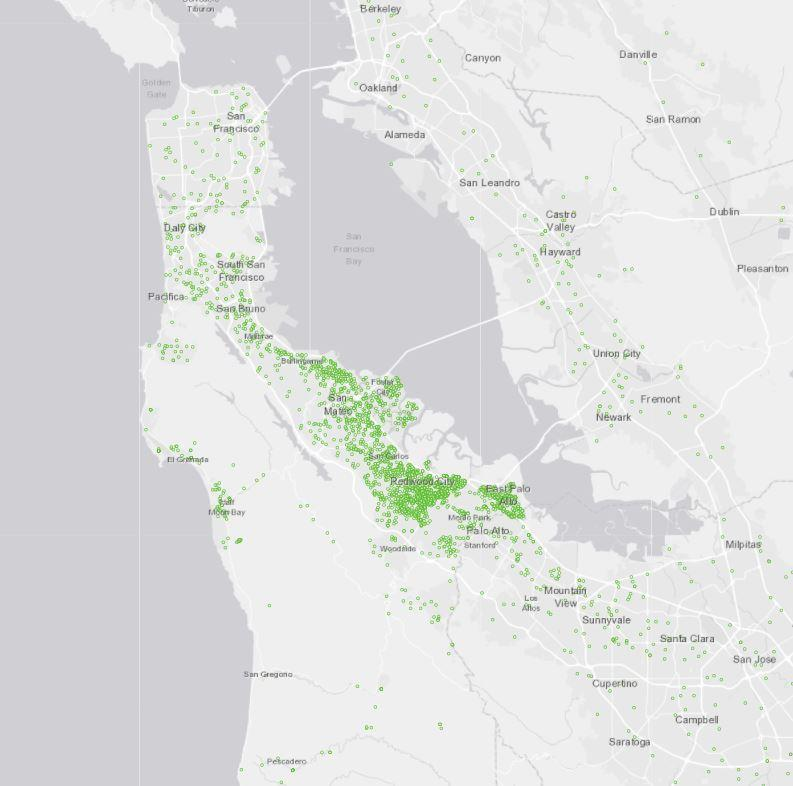 Tiburon
Berkeley
Danville
Canyon
Golden
Gate
Oakland
San
Francisco
San Ramon
Alameda
San Leandro
Castro
Valley
Dublin
Daly City
San
Francisco
Bay
Hayward
South San
Francisco
Pleasanton
Pacifica
San Bruno
Millbrae
Burlingame
Union City
Foster
City
San
Mateo
Fremont
Newark
San Carlos
El Granada
Redwood City
East Palo
Alto
Half
Moon Bay
Menlo Park
Palo Alto
Stanford
Woodside
Milpitas
Mountain
View
Los
Altos
Sunnyvale
Santa Clara
San Jose
San Gregorio
Cupertino
Campbell
Saratoga
Pescadero